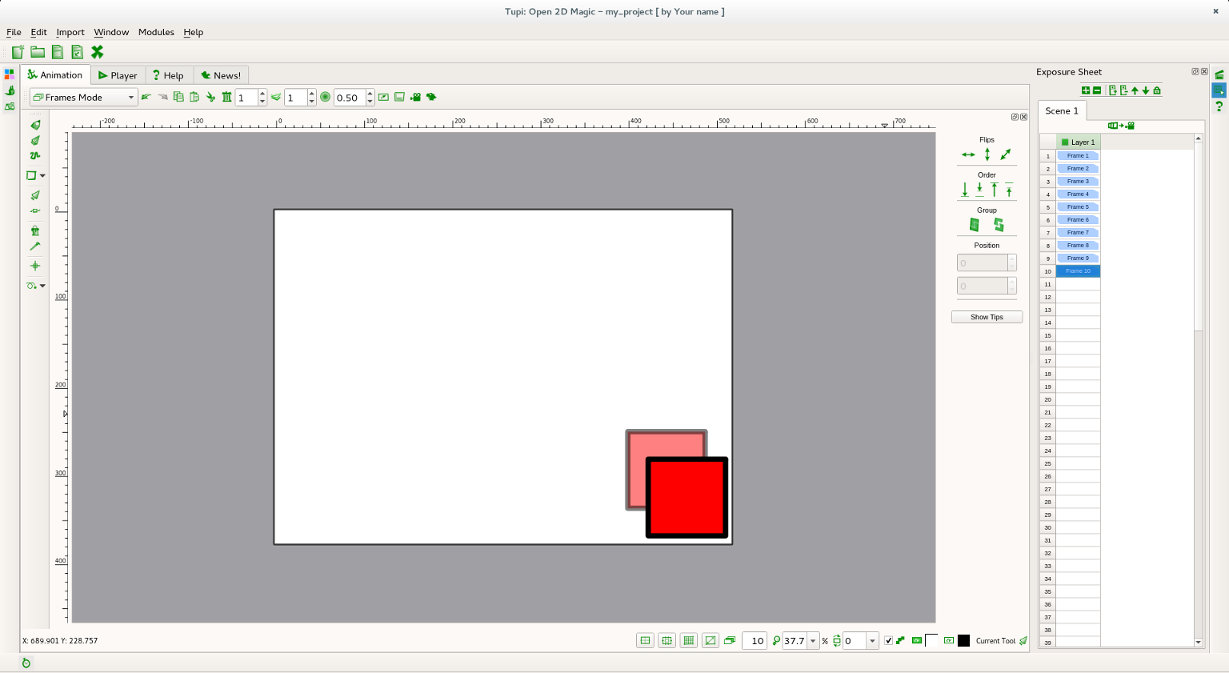 Tupi: Open 2D Magic – my_project [ by Your name ]
File Edit Import Window Modules Help
Animation Player Help News!
Frames Mode 1 1 0.50
-200 -100 0 100 200 300 400 500 600 700
0
100
200
300
400
Flips
Order
Group
Position
0
0
Show Tips
Exposure Sheet
Scene 1
Layer 1
1 Frame 1
2 Frame 2
3 Frame 3
4 Frame 4
5 Frame 5
6 Frame 6
7 Frame 7
8 Frame 8
9 Frame 9
10 Frame 10
11
12
13
14
15
16
17
18
19
20
21
22
23
24
25
26
27
28
29
30
31
32
33
34
35
36
37
38
39
X: 689.901 Y: 228.757
10 37.7 % 0 Current Tool